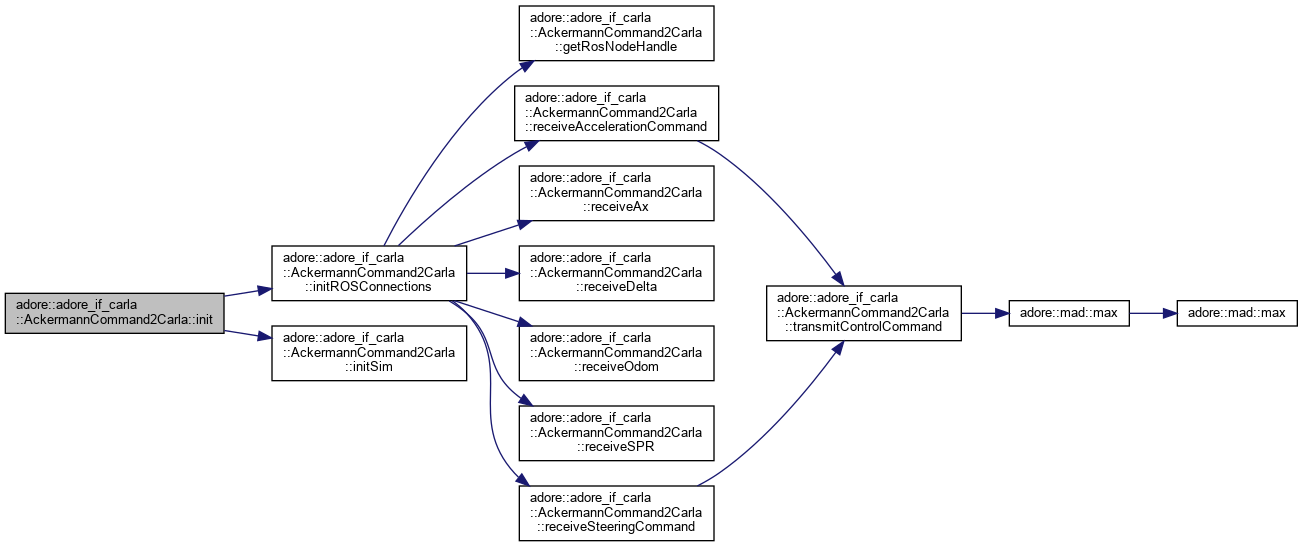 adore::adore_if_carla
::AckermannCommand2Carla::init
adore::adore_if_carla
::AckermannCommand2Carla
::initROSConnections
adore::adore_if_carla
::AckermannCommand2Carla
::initSim
adore::adore_if_carla
::AckermannCommand2Carla
::getRosNodeHandle
adore::adore_if_carla
::AckermannCommand2Carla
::receiveAccelerationCommand
adore::adore_if_carla
::AckermannCommand2Carla
::receiveAx
adore::adore_if_carla
::AckermannCommand2Carla
::receiveDelta
adore::adore_if_carla
::AckermannCommand2Carla
::receiveOdom
adore::adore_if_carla
::AckermannCommand2Carla
::receiveSPR
adore::adore_if_carla
::AckermannCommand2Carla
::receiveSteeringCommand
adore::adore_if_carla
::AckermannCommand2Carla
::transmitControlCommand
adore::mad::max
adore::mad::max